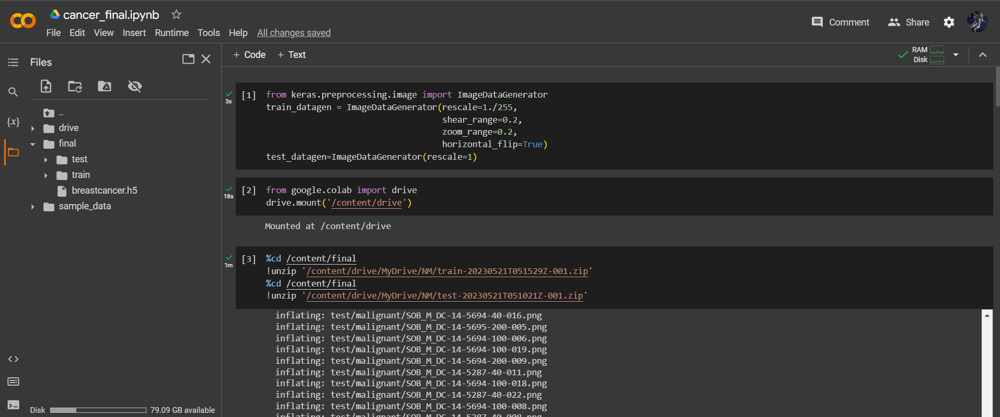 cancer_final.ipynb
File Edit View Insert Runtime Tools Help All changes saved
Comment Share
Files
..
drive
final
test
train
breastcancer.h5
sample_data
Disk 79.09 GB available
{x}
+ Code + Text
RAM
Disk
3s
[1] from keras.preprocessing.image import ImageDataGenerator
train_datagen = ImageDataGenerator(rescale=1./255,
shear_range=0.2,
zoom_range=0.2,
horizontal_flip=True)
test_datagen=ImageDataGenerator(rescale=1)
18s
[2] from google.colab import drive
drive.mount('/content/drive')
Mounted at /content/drive
1m
[3] %cd /content/final
!unzip '/content/drive/MyDrive/NM/train-20230521T051529Z-001.zip'
%cd /content/final
!unzip '/content/drive/MyDrive/NM/test-20230521T051021Z-001.zip'
inflating: test/malignant/SOB_M_DC-14-5694-40-016.png
inflating: test/malignant/SOB_M_DC-14-5695-200-005.png
inflating: test/malignant/SOB_M_DC-14-5694-100-006.png
inflating: test/malignant/SOB_M_DC-14-5694-100-019.png
inflating: test/malignant/SOB_M_DC-14-5694-200-009.png
inflating: test/malignant/SOB_M_DC-14-5287-40-011.png
inflating: test/malignant/SOB_M_DC-14-5694-100-018.png
inflating: test/malignant/SOB_M_DC-14-5287-40-022.png
inflating: test/malignant/SOB_M_DC-14-5694-100-008.png